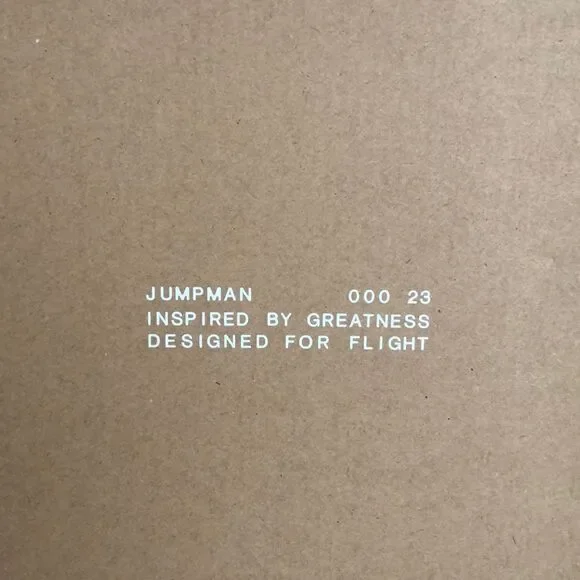 JUMPMAN 000 23
INSPIRED BY GREATNESS
DESIGNED FOR FLIGHT